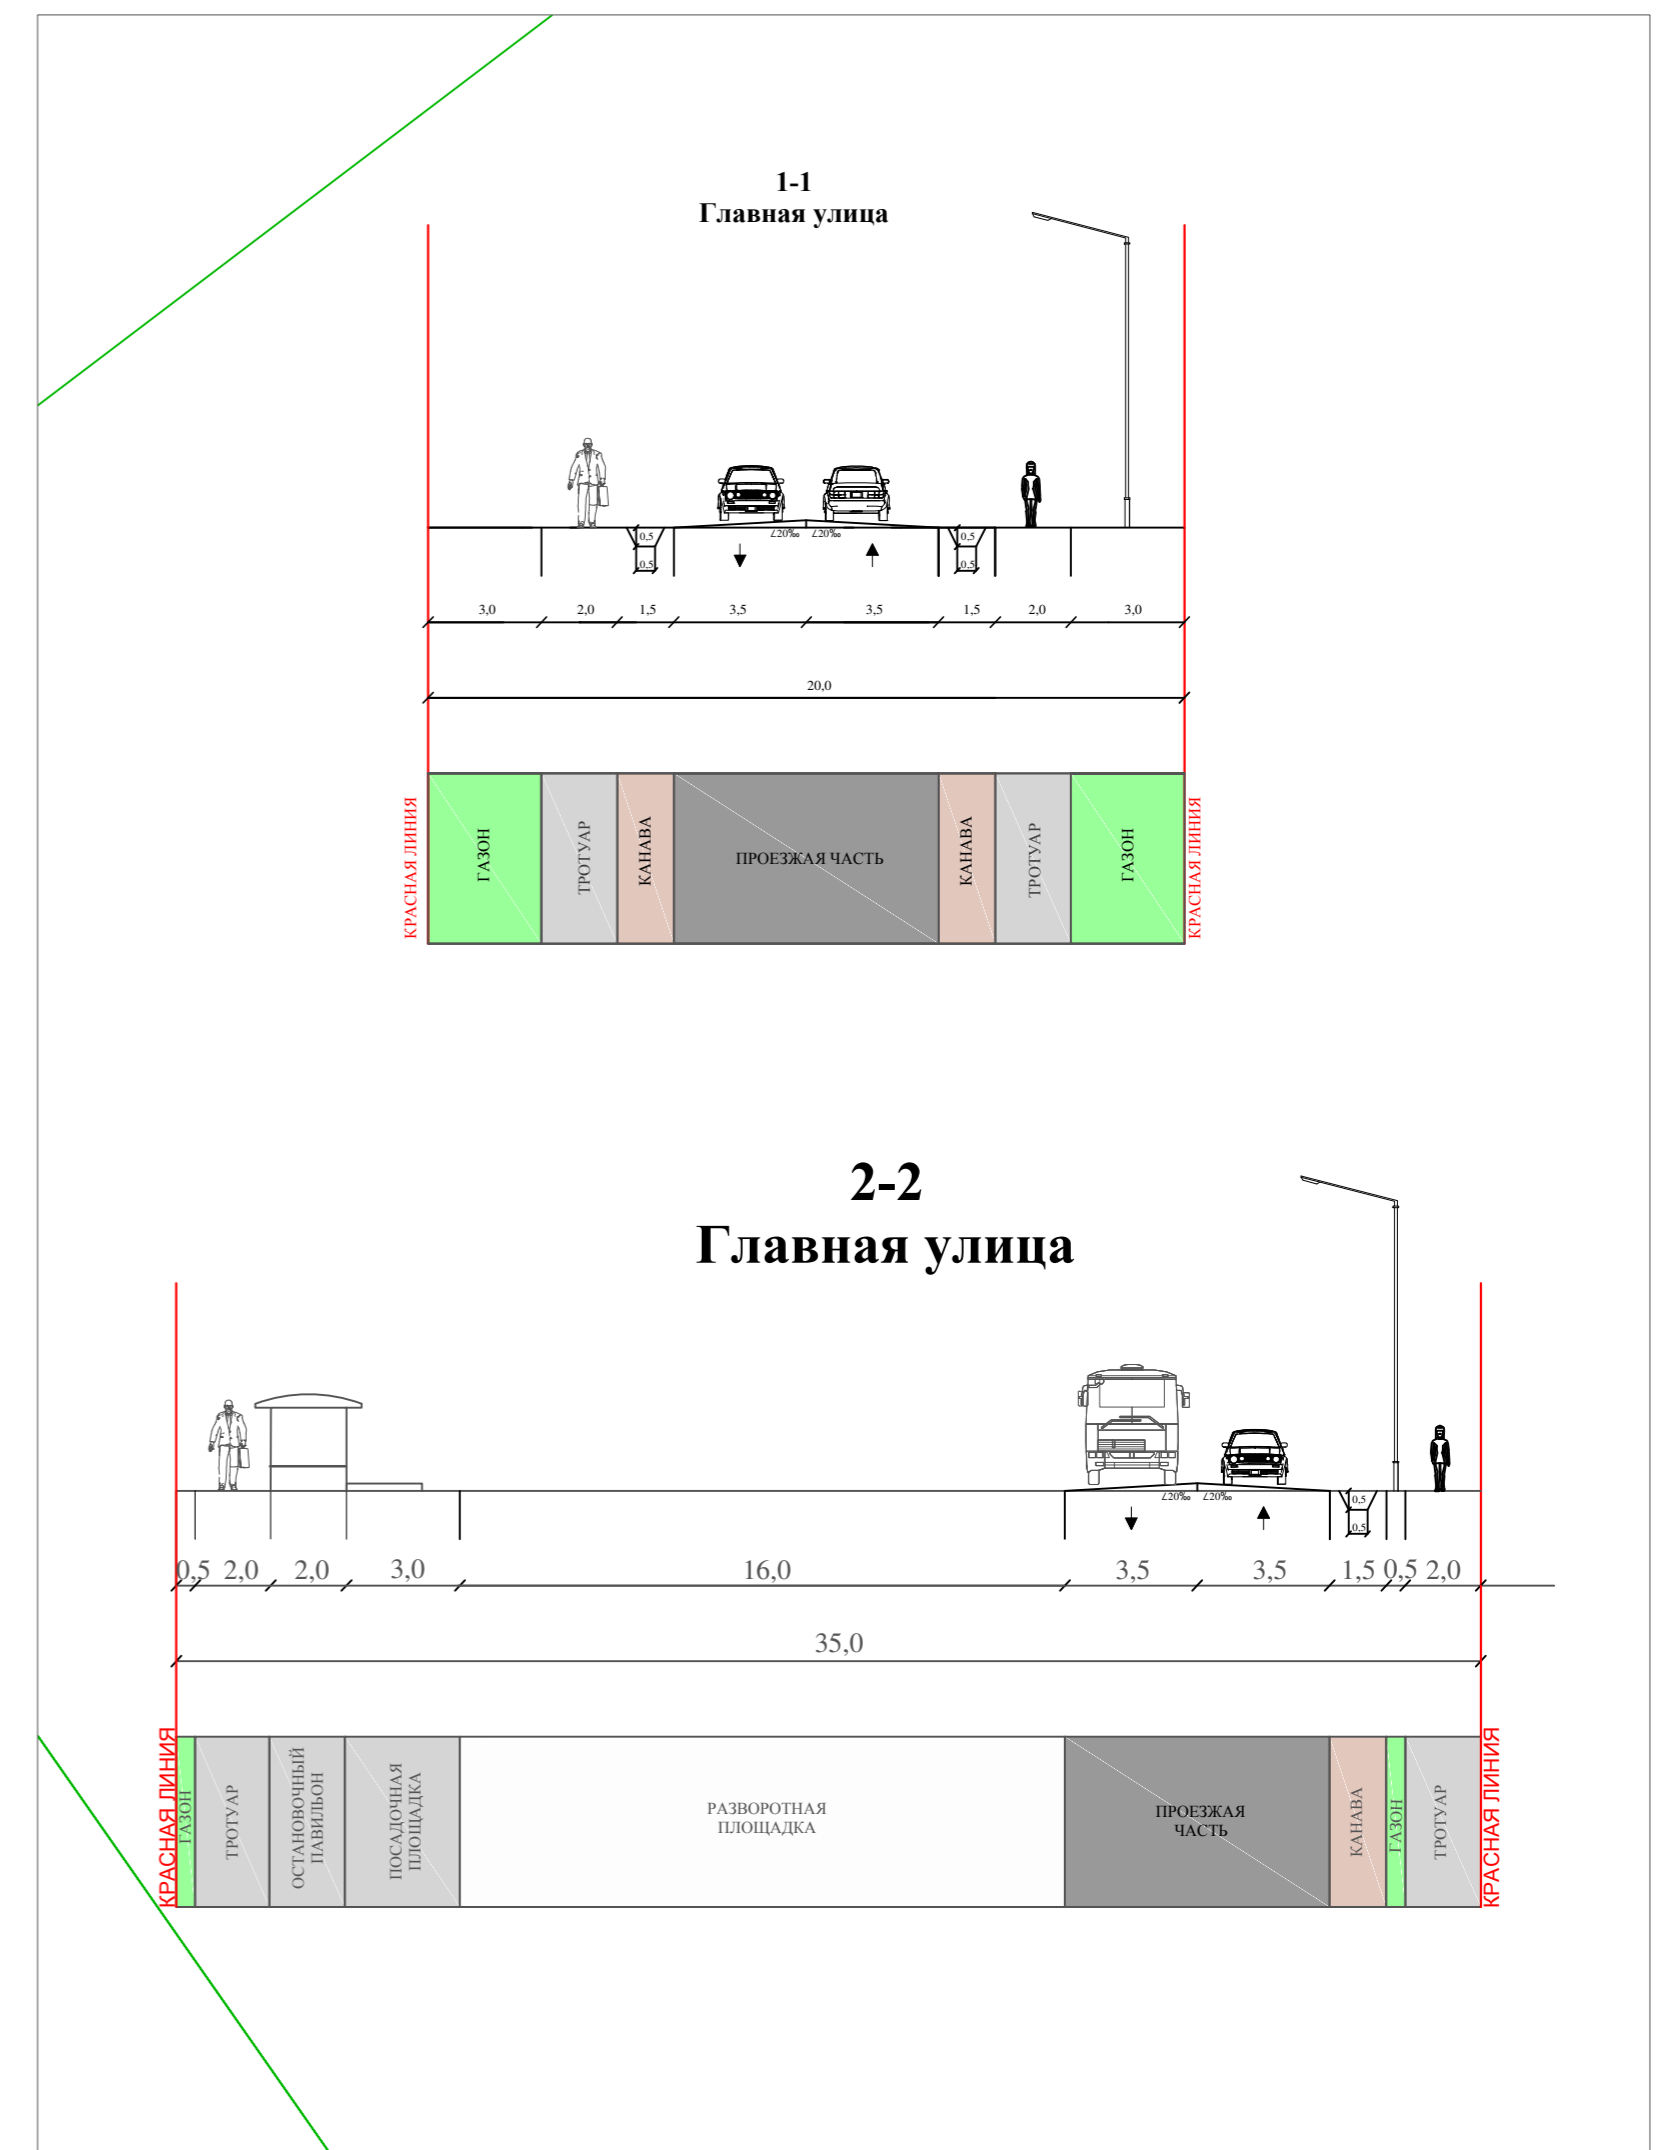 1-1
Главная улица
0,5
∠20‰ ∠20‰
0,5
0,5
0,5
3,0 2,0 1,5 3,5 3,5 1,5 2,0 3,0
20,0
КРАСНАЯ ЛИНИЯ
ГАЗОН
ТРОТУАР
КАНАВА
ПРОЕЗЖАЯ ЧАСТЬ
КАНАВА
ТРОТУАР
ГАЗОН
КРАСНАЯ ЛИНИЯ
2-2
Главная улица
∠20‰ ∠20‰
0,5
0,5
0,5 2,0 2,0 3,0 16,0 3,5 3,5 1,5 0,5 2,0
35,0
КРАСНАЯ ЛИНИЯ
ГАЗОН
ТРОТУАР
ОСТАНОВОЧНЫЙ
ПАВИЛЬОН
ПОСАДОЧНАЯ
ПЛОЩАДКА
РАЗВОРОТНАЯ
ПЛОЩАДКА
ПРОЕЗЖАЯ
ЧАСТЬ
КАНАВА
ГАЗОН
ТРОТУАР
КРАСНАЯ ЛИНИЯ